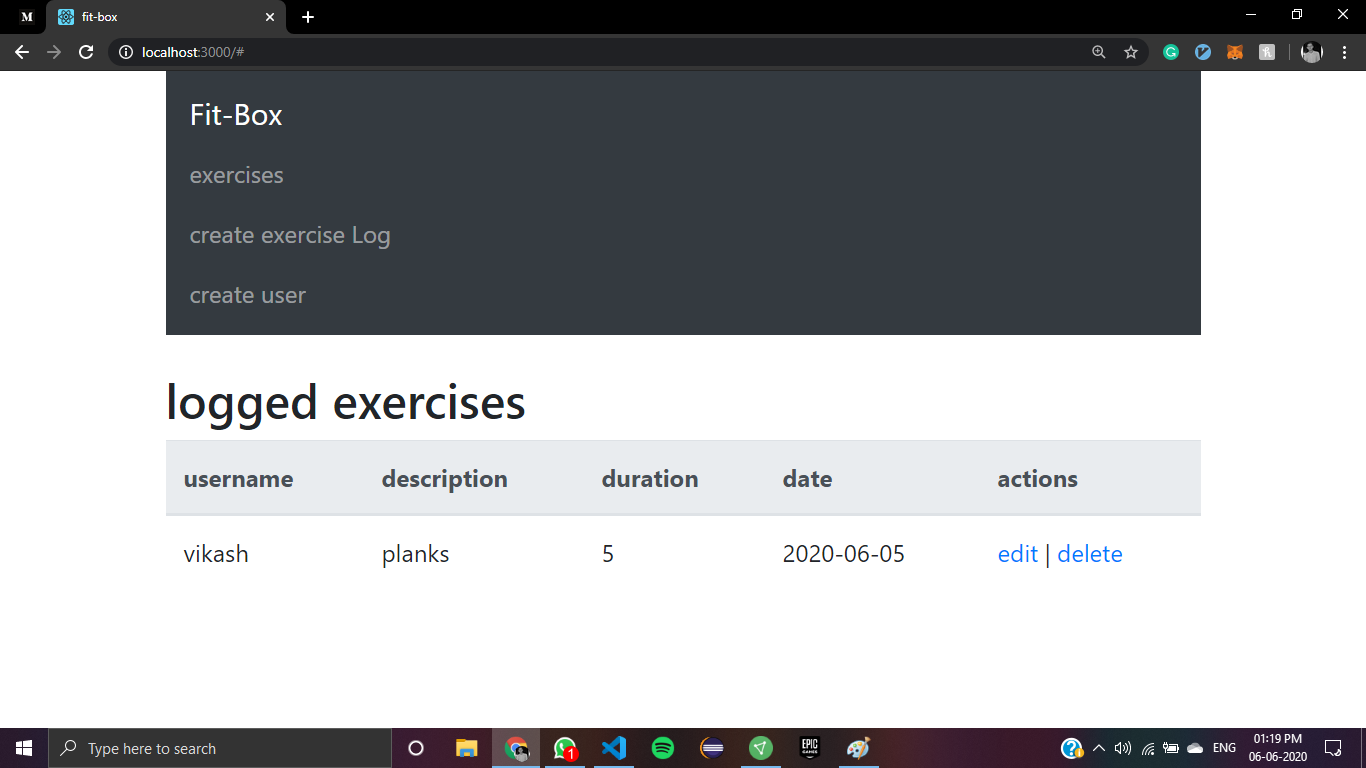 M
fit-box
localhost:3000/#
Fit-Box
exercises
create exercise Log
create user
logged exercises
username description duration date actions
vikash planks 5 2020-06-05 edit | delete
Type here to search
1
EPIC
GAMES
ENG
01:19 PM
06-06-2020